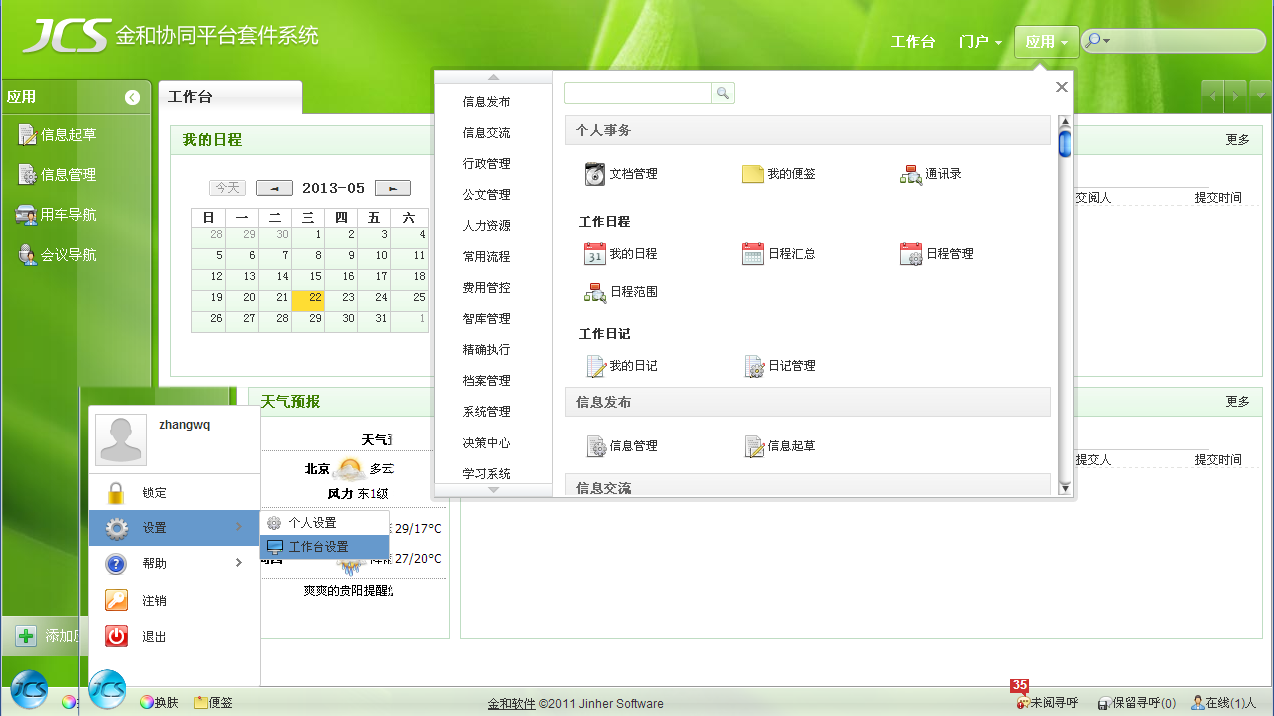 JCS 金和协同平台套件系统
工作台 门户 应用
应用
信息起草
信息管理
用车导航
会议导航
工作台
我的日程
今天 2013-05
日 一 二 三 四 五 六
28 29 30 1 2 3 4
5 6 7 8 9 10 11
12 13 14 15 16 17 18
19 20 21 22 23 24 25
26 27 28 29 30 31 1
信息发布
信息交流
行政管理
公文管理
人力资源
常用流程
费用管控
智库管理
精确执行
档案管理
系统管理
决策中心
学习系统
个人事务
文档管理 我的便签 通讯录
工作日程
我的日程 日程汇总 日程管理
日程范围
工作日记
我的日记 日记管理
信息发布
信息管理 信息起草
信息交流
更多
交阅人 提交时间
天气预报
天气
北京 多云
风力 东1级
29/17°C
27/20°C
爽爽的贵阳提醒
更多
提交人 提交时间
zhangwq
锁定
设置
帮助
注销
退出
个人设置
工作台设置
添加
JCS
JCS 换肤 便签
金和软件 ©2011 Jinher Software
35
未阅寻呼 保留寻呼(0) 在线(1)人